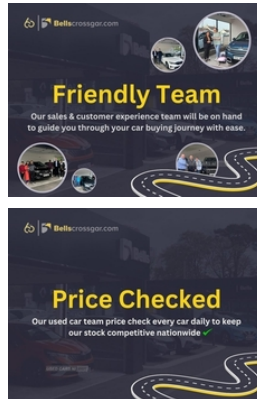 60 Bellscrossgar.com
Friendly Team
Our sales & customer experience team will be on hand
to guide you through your car buying journey with ease.
60 Bellscrossgar.com
Price Checked
Our used car team price check every car daily to keep
our stock competitive nationwide